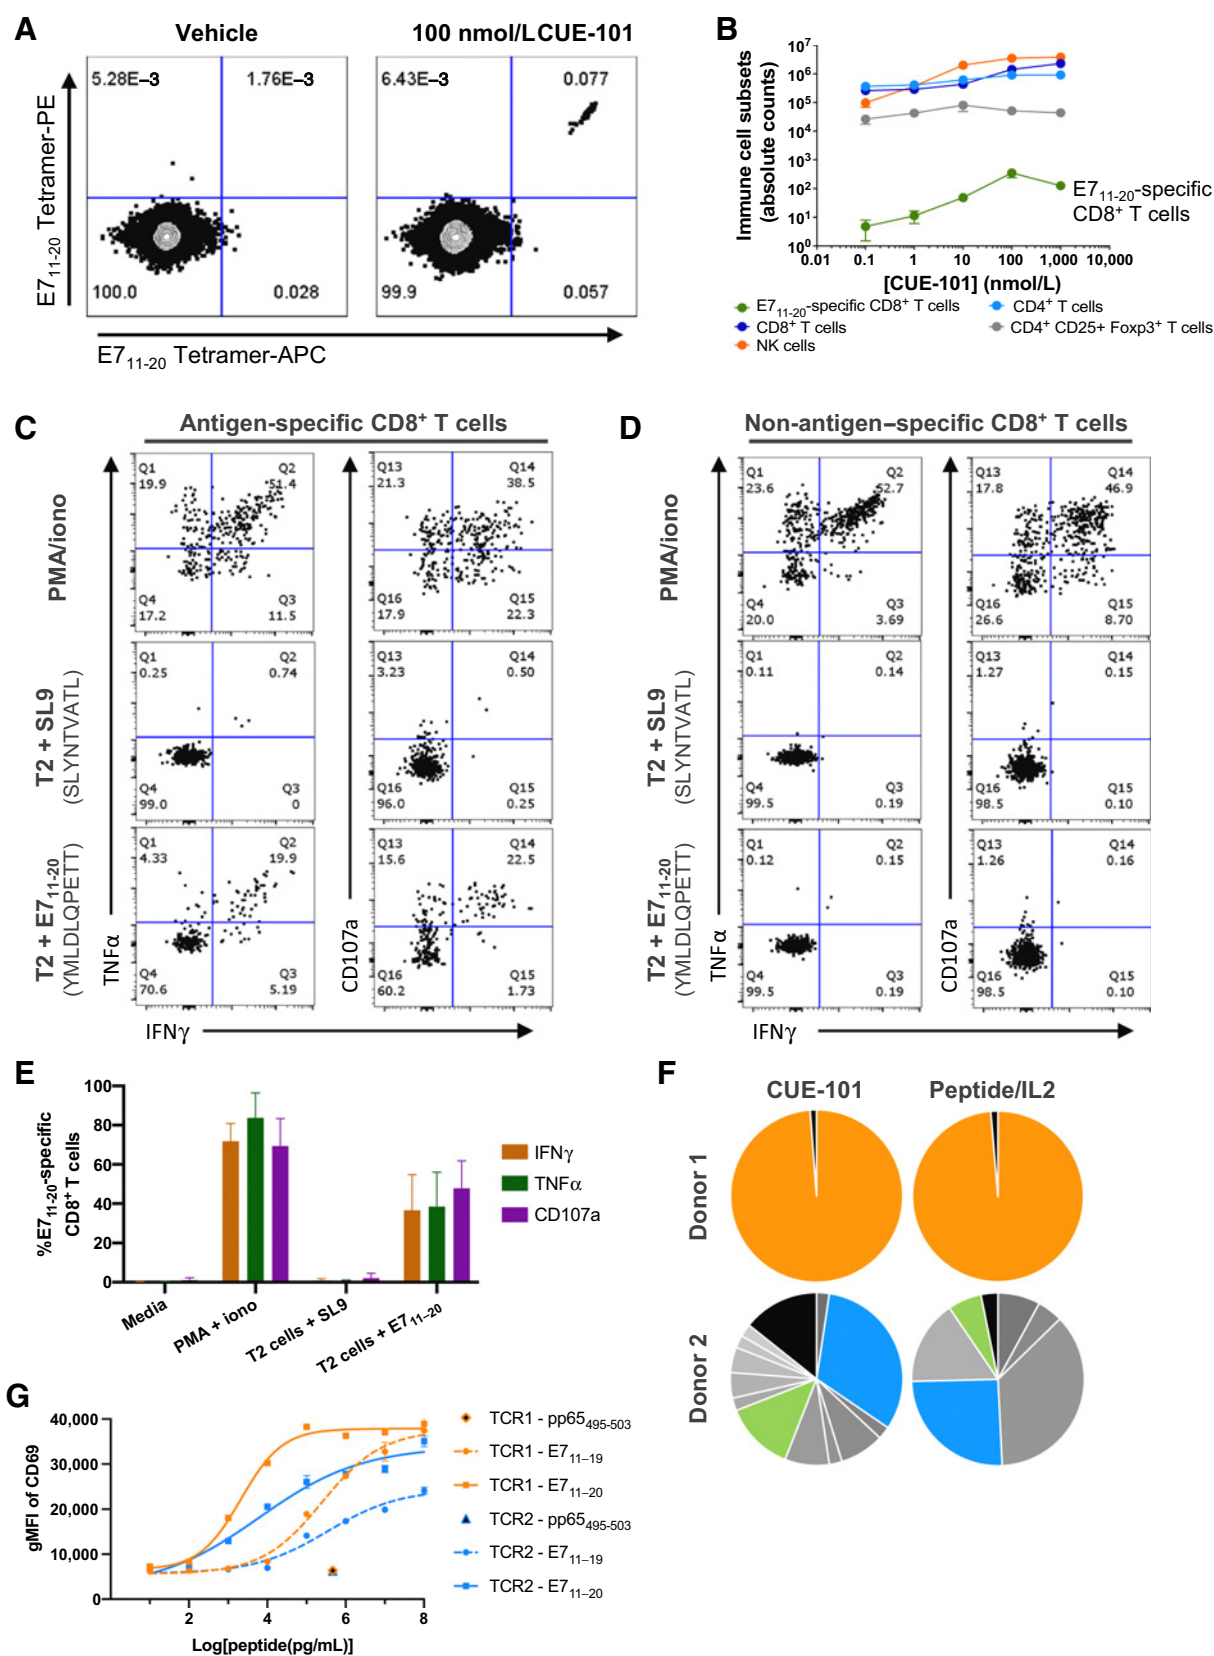 A
Vehicle
100 nmol/LCUE-101
5.28E–3
1.76E–3
6.43E–3
0.077
100.0
0.028
99.9
0.057
E7₁₁₋₂₀ Tetramer-PE
E7₁₁₋₂₀ Tetramer-APC
B
Immune cell subsets
(absolute counts)
10⁷
10⁶
10⁵
10⁴
10³
10²
10¹
10⁰
0.01
0.1
1
10
100
1,000
10,000
[CUE-101] (nmol/L)
E7₁₁₋₂₀-specific
CD8⁺ T cells
E7₁₁₋₂₀-specific CD8⁺ T cells
CD8⁺ T cells
NK cells
CD4⁺ T cells
CD4⁺ CD25+ Foxp3⁺ T cells
C
Antigen-specific CD8⁺ T cells
PMA/iono
Q1
19.9
Q2
51.4
Q4
17.2
Q3
11.5
Q13
21.3
Q14
38.5
Q16
17.9
Q15
22.3
T2 + SL9
(SLYNTVATL)
Q1
0.25
Q2
0.74
Q4
99.0
Q3
0
Q13
3.23
Q14
0.50
Q16
96.0
Q15
0.25
T2 + E7₁₁₋₂₀
(YMLDLQPETT)
Q1
4.33
Q2
19.9
Q4
70.6
Q3
5.19
Q13
15.6
Q14
22.5
Q16
60.2
Q15
1.73
TNFα
CD107a
IFNγ
D
Non-antigen–specific CD8⁺ T cells
PMA/iono
Q1
23.6
Q2
52.7
Q4
20.0
Q3
3.69
Q13
17.8
Q14
46.9
Q16
26.6
Q15
8.70
T2 + SL9
(SLYNTVATL)
Q1
0.11
Q2
0.14
Q4
99.5
Q3
0.19
Q13
1.27
Q14
0.15
Q16
98.5
Q15
0.10
T2 + E7₁₁₋₂₀
(YMLDLQPETT)
Q1
0.12
Q2
0.15
Q4
99.5
Q3
0.19
Q13
1.26
Q14
0.16
Q16
98.5
Q15
0.10
TNFα
CD107a
IFNγ
E
%E7₁₁₋₂₀-specific
CD8⁺ T cells
100
80
60
40
20
0
Media
PMA + iono
T2 cells + SL9
T2 cells + E7₁₁₋₂₀
IFNγ
TNFα
CD107a
F
CUE-101
Peptide/IL2
Donor 1
Donor 2
G
gMFI of CD69
40,000
30,000
20,000
10,000
0
2
4
6
8
Log[peptide(pg/mL)]
TCR1 - pp65₄₉₅₋₅₀₃
TCR1 - E7₁₁₋₁₉
TCR1 - E7₁₁₋₂₀
TCR2 - pp65₄₉₅₋₅₀₃
TCR2 - E7₁₁₋₁₉
TCR2 - E7₁₁₋₂₀